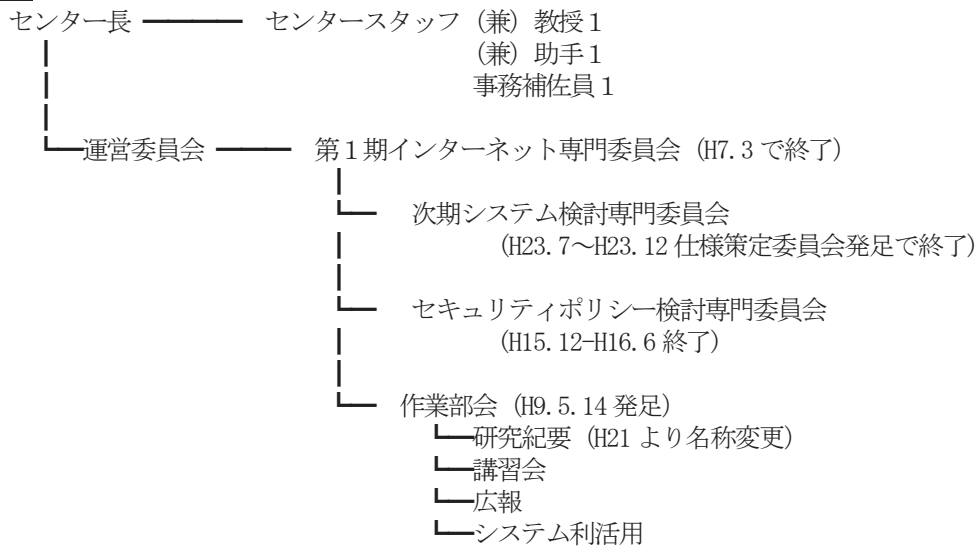 センター長 センタースタッフ (兼) 教授１
(兼) 助手１
事務補佐員１
運営委員会 第１期インターネット専門委員会 (H7.3 で終了)
次期システム検討専門委員会
(H23.7～H23.12 仕様策定委員会発足で終了)
セキュリティポリシー検討専門委員会
(H15.12-H16.6 終了)
作業部会 (H9.5.14 発足)
研究紀要 (H21 より名称変更)
講習会
広報
システム利活用